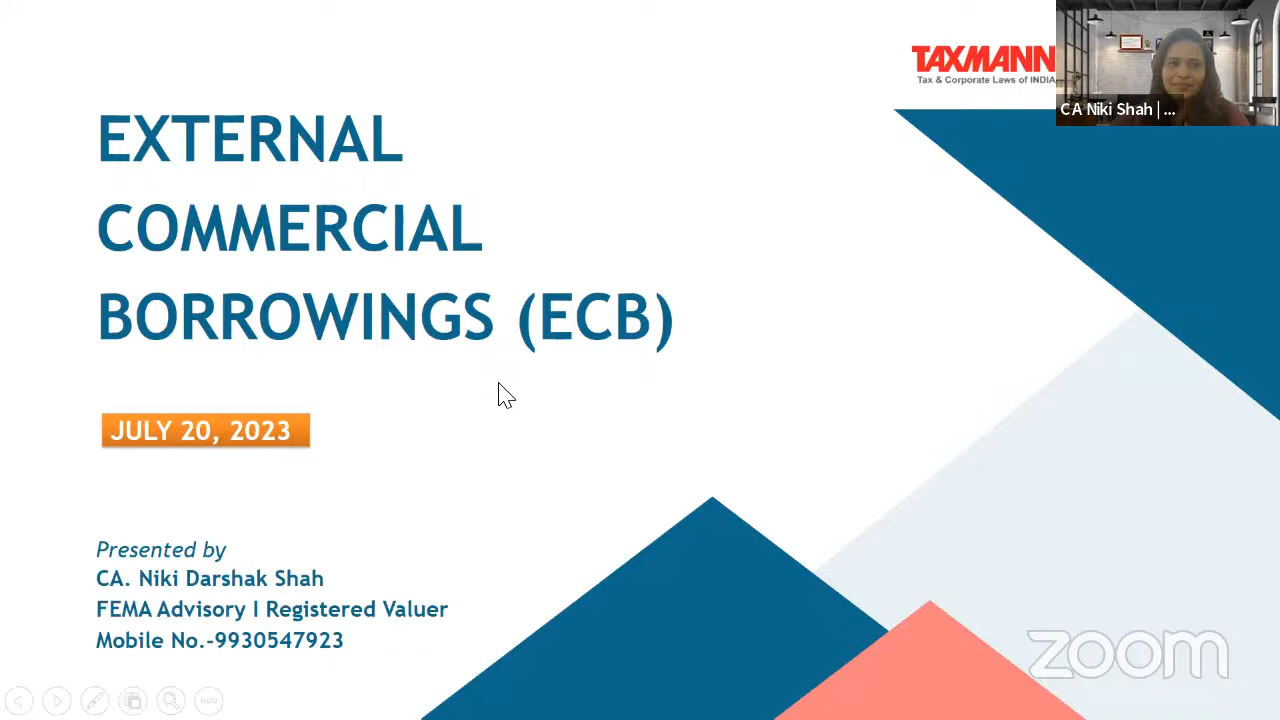 TAXMANN
Tax & Corporate Laws of INDIA
CA Niki Shah | ...
EXTERNAL
COMMERCIAL
BORROWINGS (ECB)
JULY 20, 2023
Presented by
CA. Niki Darshak Shah
FEMA Advisory I Registered Valuer
Mobile No.-9930547923
zoom